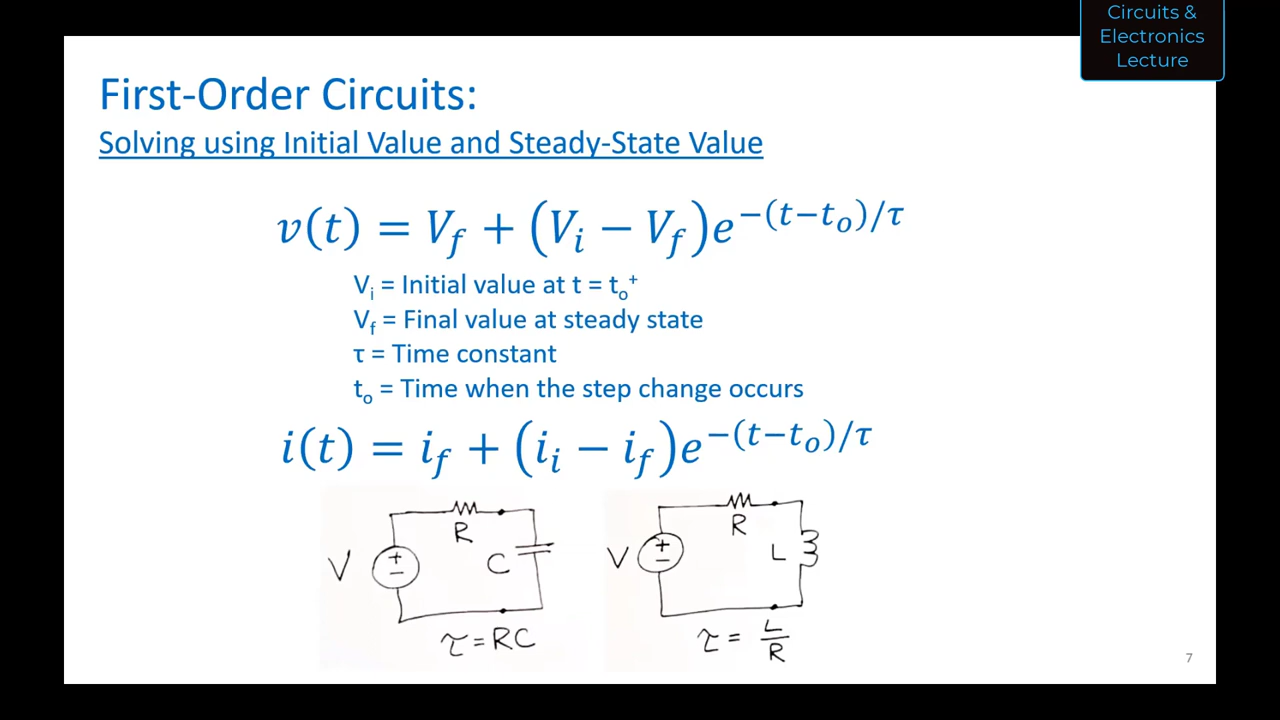 Circuits &
Electronics
Lecture
First-Order Circuits:
Solving using Initial Value and Steady-State Value
v(t) = V_f + (V_i − V_f)e^{−(t−t_o)/τ}
V_i = Initial value at t = t_o^+
V_f = Final value at steady state
τ = Time constant
t_o = Time when the step change occurs
i(t) = i_f + (i_i − i_f)e^{−(t−t_o)/τ}
V + − R C
τ = RC
V + − R L
τ = L/R
7